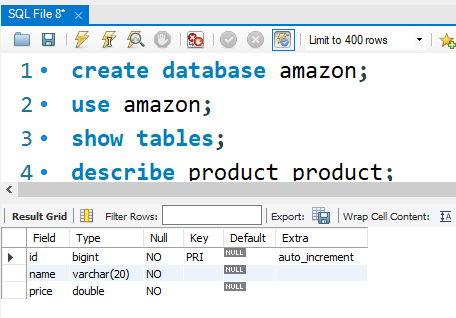 SQL File 8*
Limit to 400 rows
1 create database amazon;
2 use amazon;
3 show tables;
4 describe product_product;
Result Grid Filter Rows: Export: Wrap Cell Content: IA
Field Type Null Key Default Extra
id bigint NO PRI NULL auto_increment
name varchar(20) NO NULL
price double NO NULL